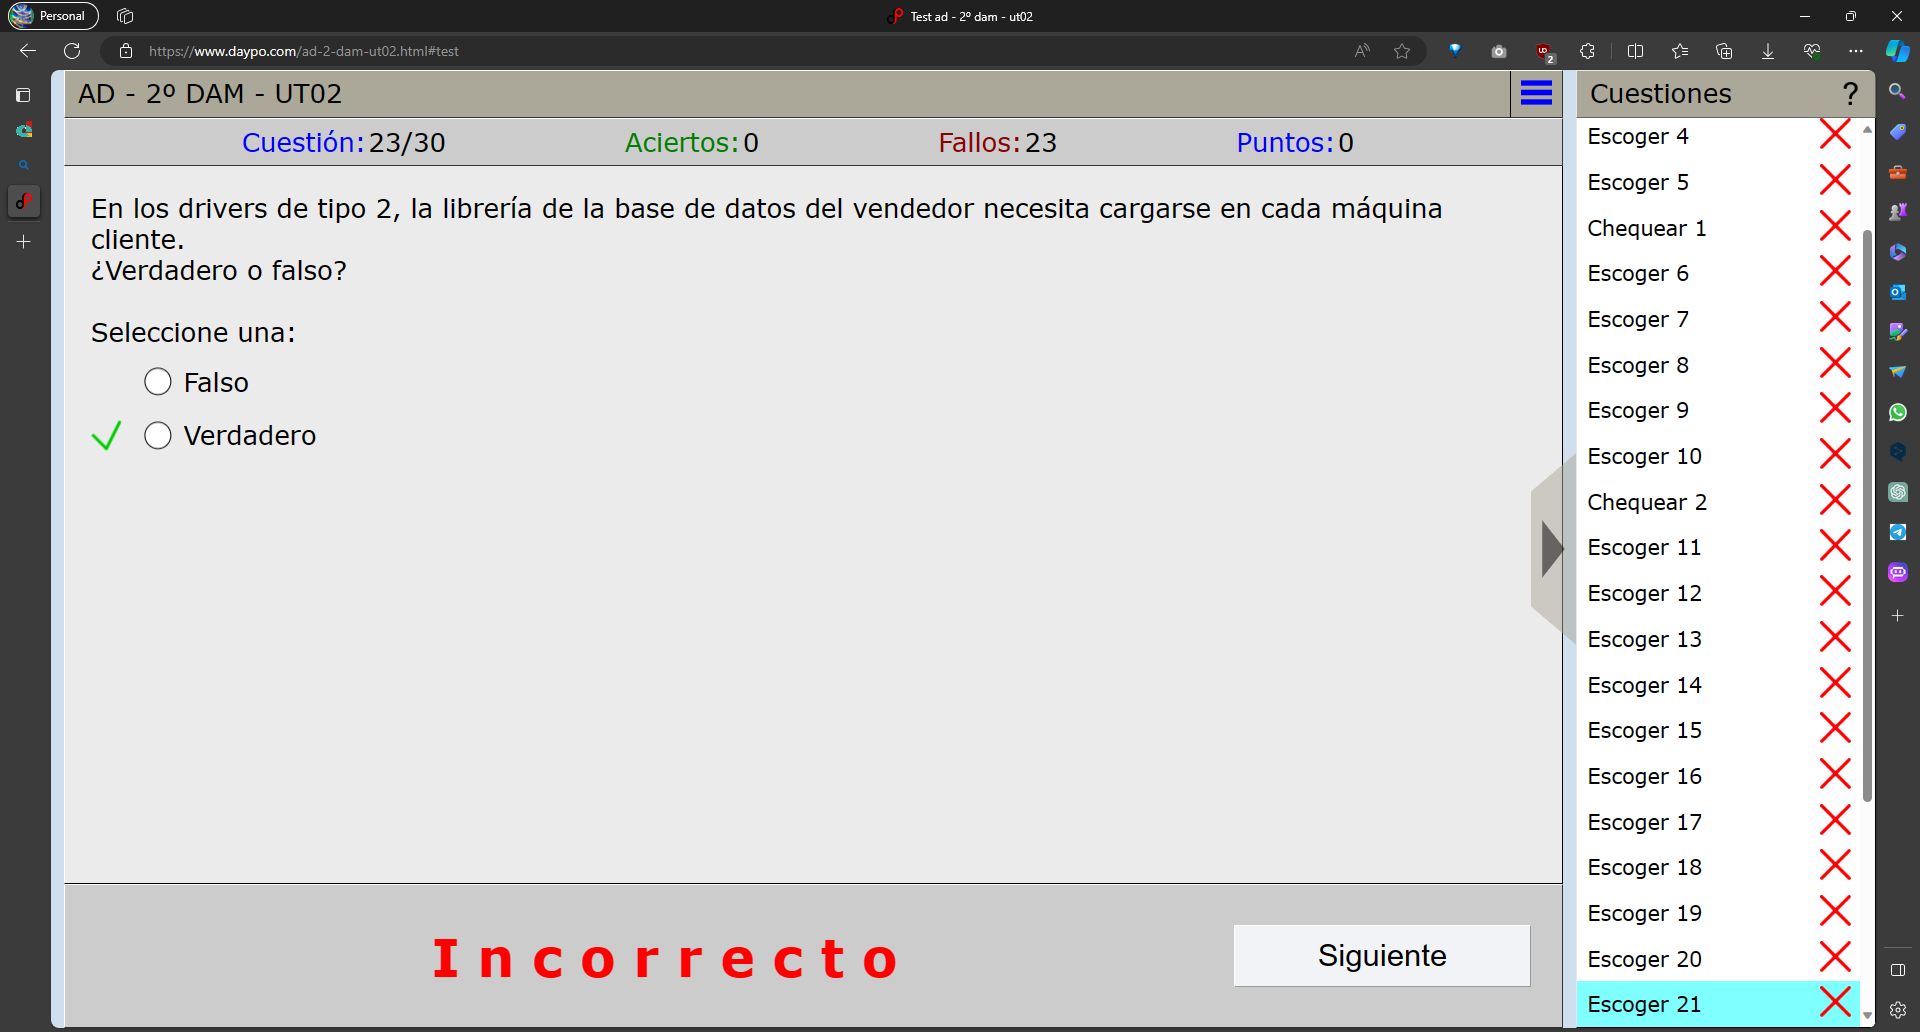 Personal
Test ad - 2º dam - ut02
https://www.daypo.com/ad-2-dam-ut02.html#test
2
AD - 2º DAM - UT02
Cuestión: 23/30
Aciertos: 0
Fallos: 23
Puntos: 0
En los drivers de tipo 2, la librería de la base de datos del vendedor necesita cargarse en cada máquina
cliente.
¿Verdadero o falso?
Seleccione una:
Falso
Verdadero
Incorrecto
Siguiente
Cuestiones ?
Escoger 4
Escoger 5
Chequear 1
Escoger 6
Escoger 7
Escoger 8
Escoger 9
Escoger 10
Chequear 2
Escoger 11
Escoger 12
Escoger 13
Escoger 14
Escoger 15
Escoger 16
Escoger 17
Escoger 18
Escoger 19
Escoger 20
Escoger 21